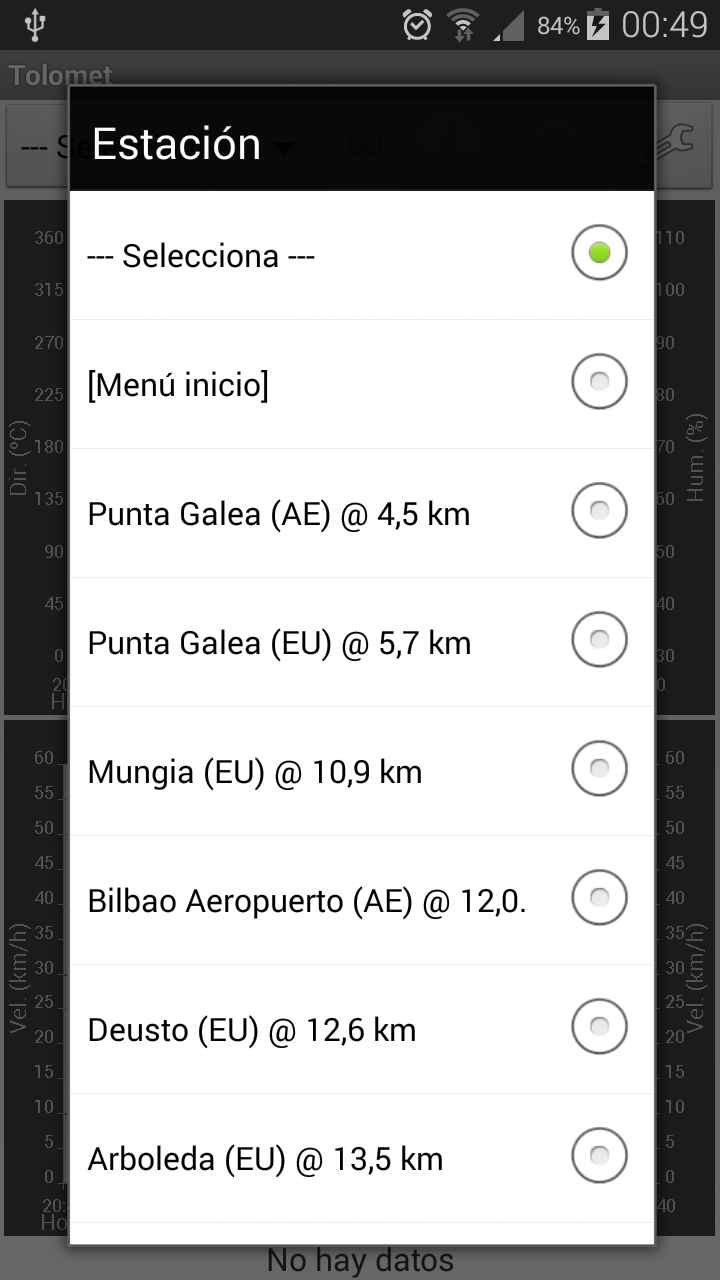 84% 00:49
Tolomet
--- Se
Estación
--- Selecciona ---
[Menú inicio]
Punta Galea (AE) @ 4,5 km
Punta Galea (EU) @ 5,7 km
Mungia (EU) @ 10,9 km
Bilbao Aeropuerto (AE) @ 12,0.
Deusto (EU) @ 12,6 km
Arboleda (EU) @ 13,5 km
Dir. (ºC)
360
315
270
225
180
135
90
45
0
20
H
Hum. (%)
110
100
90
80
70
60
50
40
30
0
Vel. (km/h)
60
55
50
45
40
35
30
25
20
15
10
5
0
20:
Ho
Vel. (km/h)
60
55
50
45
40
35
30
25
20
15
10
5
0
40
No hay datos